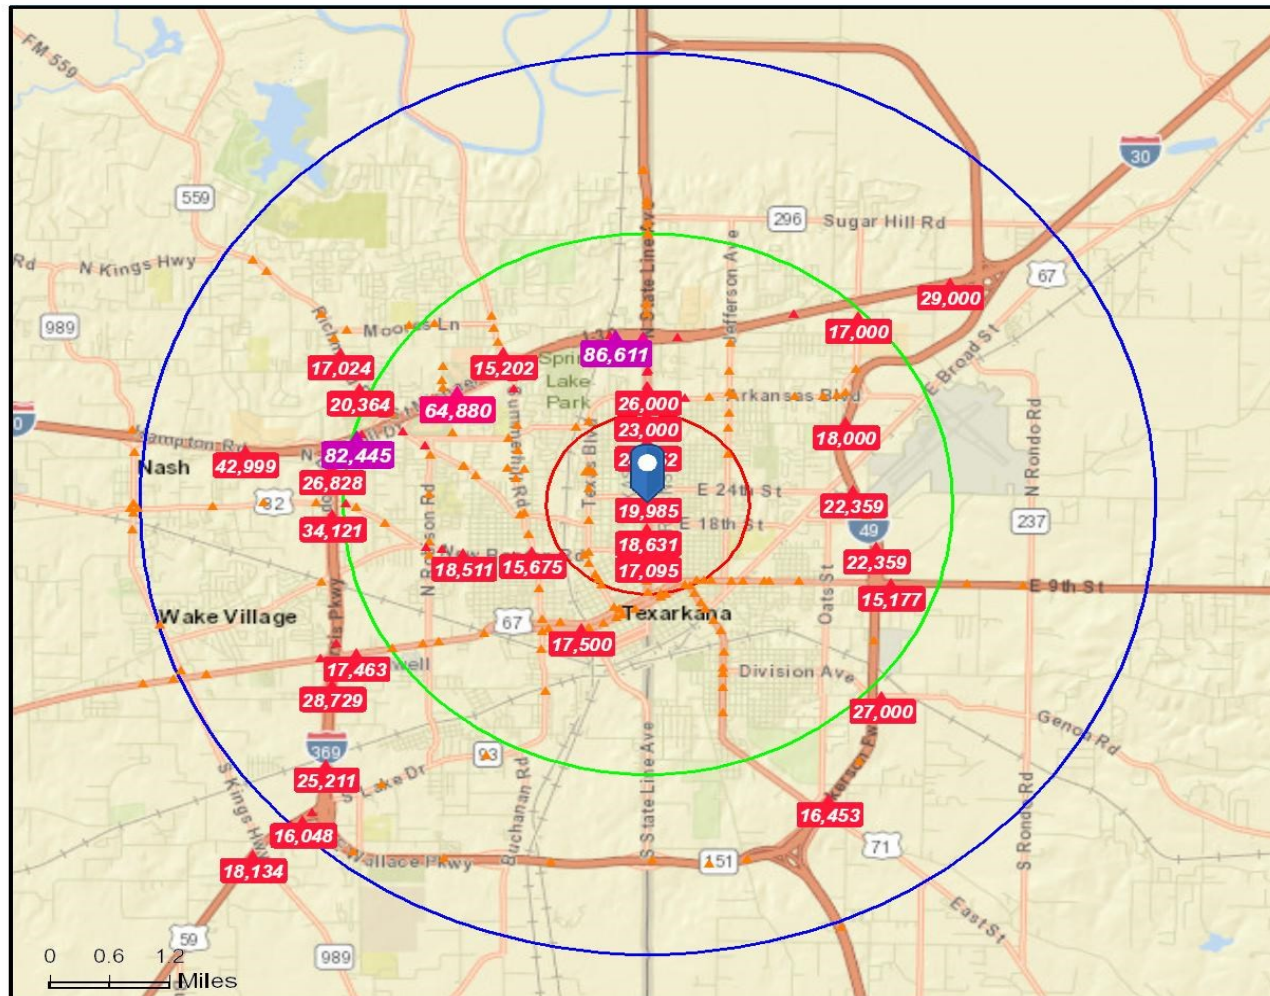 FM 559
30
559
296
Sugar Hill Rd
Rd
N Kings Hwy
N State Line Av
Jefferson Ave
67
29,000
989
Moores Ln
17,000
86,611
17,024
15,202
Lake
Park
E Broad St
20,364
64,880
26,000
Arkansas Blvd
23,000
18,000
Hampton Rd
82,445
Nash
42,999
Summerhill Rd
Texas Blv
N Rondo Rd
26,828
E 24th St
22,359
19,985
E 18th St
237
34,121
49
18,631
N Robison Rd
18,511
15,675
17,095
22,359
15,177
E 9th St
Wake Village
67
Texarkana
Oats St
17,500
17,463
Division Ave
28,729
27,000
Genoa Rd
369
93
25,211
S Lake Dr
S Kings Hwy
Buchanan Rd
S State Line Ave
S Rondo Rd
16,048
16,453
71
Wallace Pkwy
151
18,134
East St
59
989
0 0.6 1.2
Miles